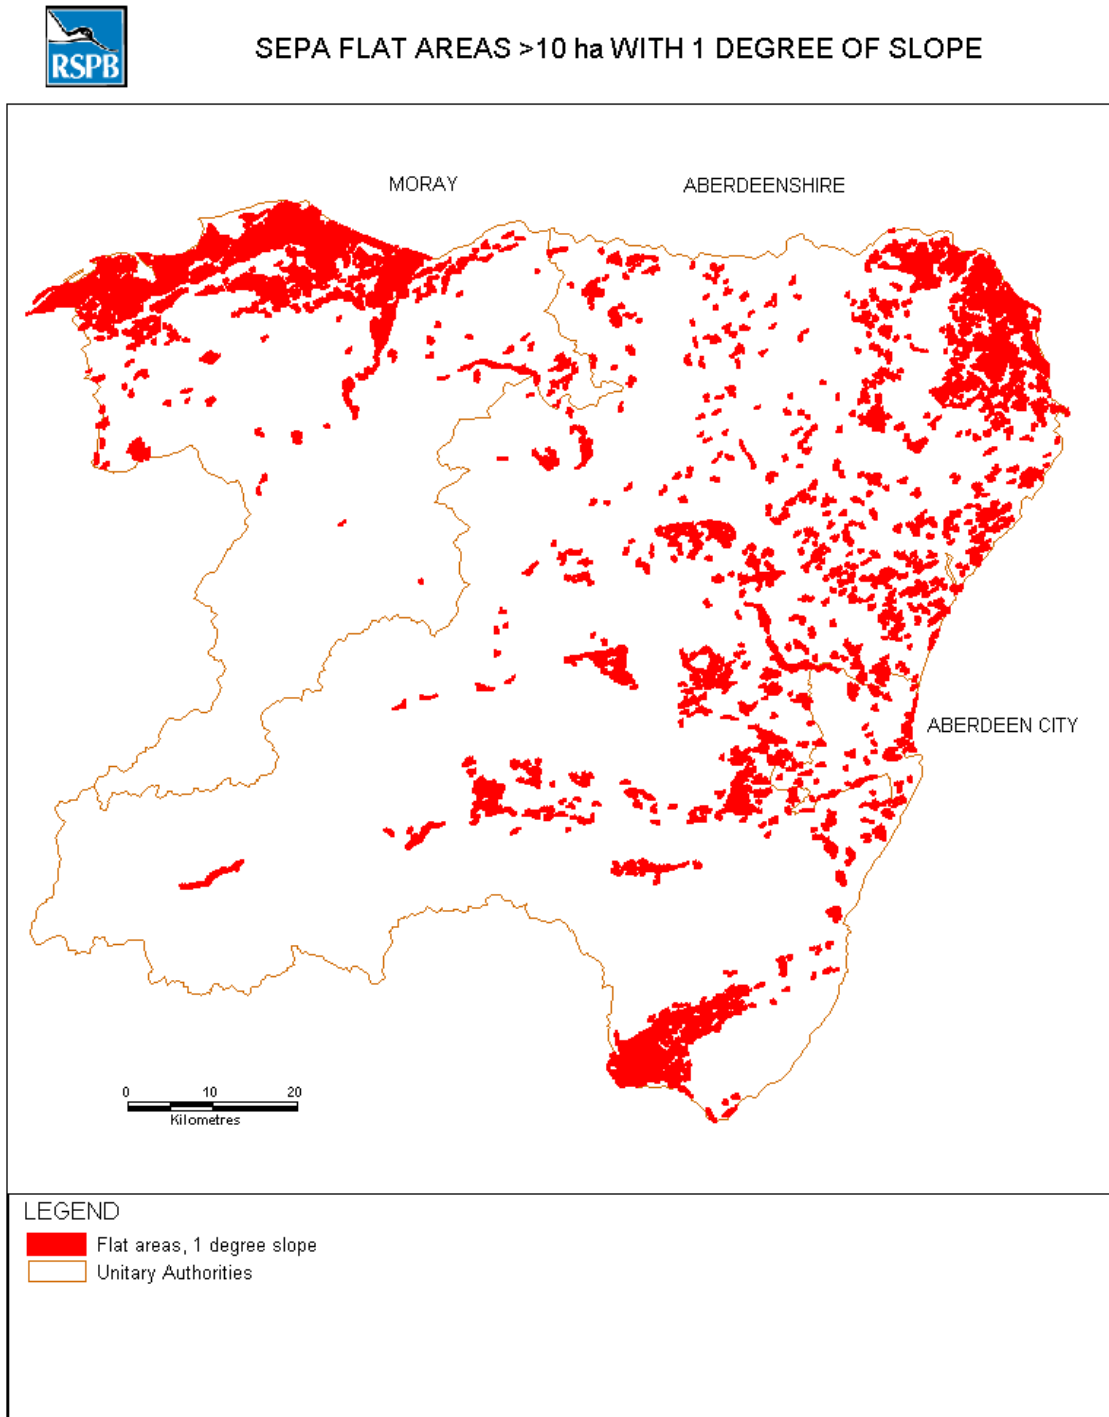 RSPB
SEPA FLAT AREAS >10 ha WITH 1 DEGREE OF SLOPE
MORAY
ABERDEENSHIRE
ABERDEEN CITY
0 10 20
Kilometres
LEGEND
Flat areas, 1 degree slope
Unitary Authorities